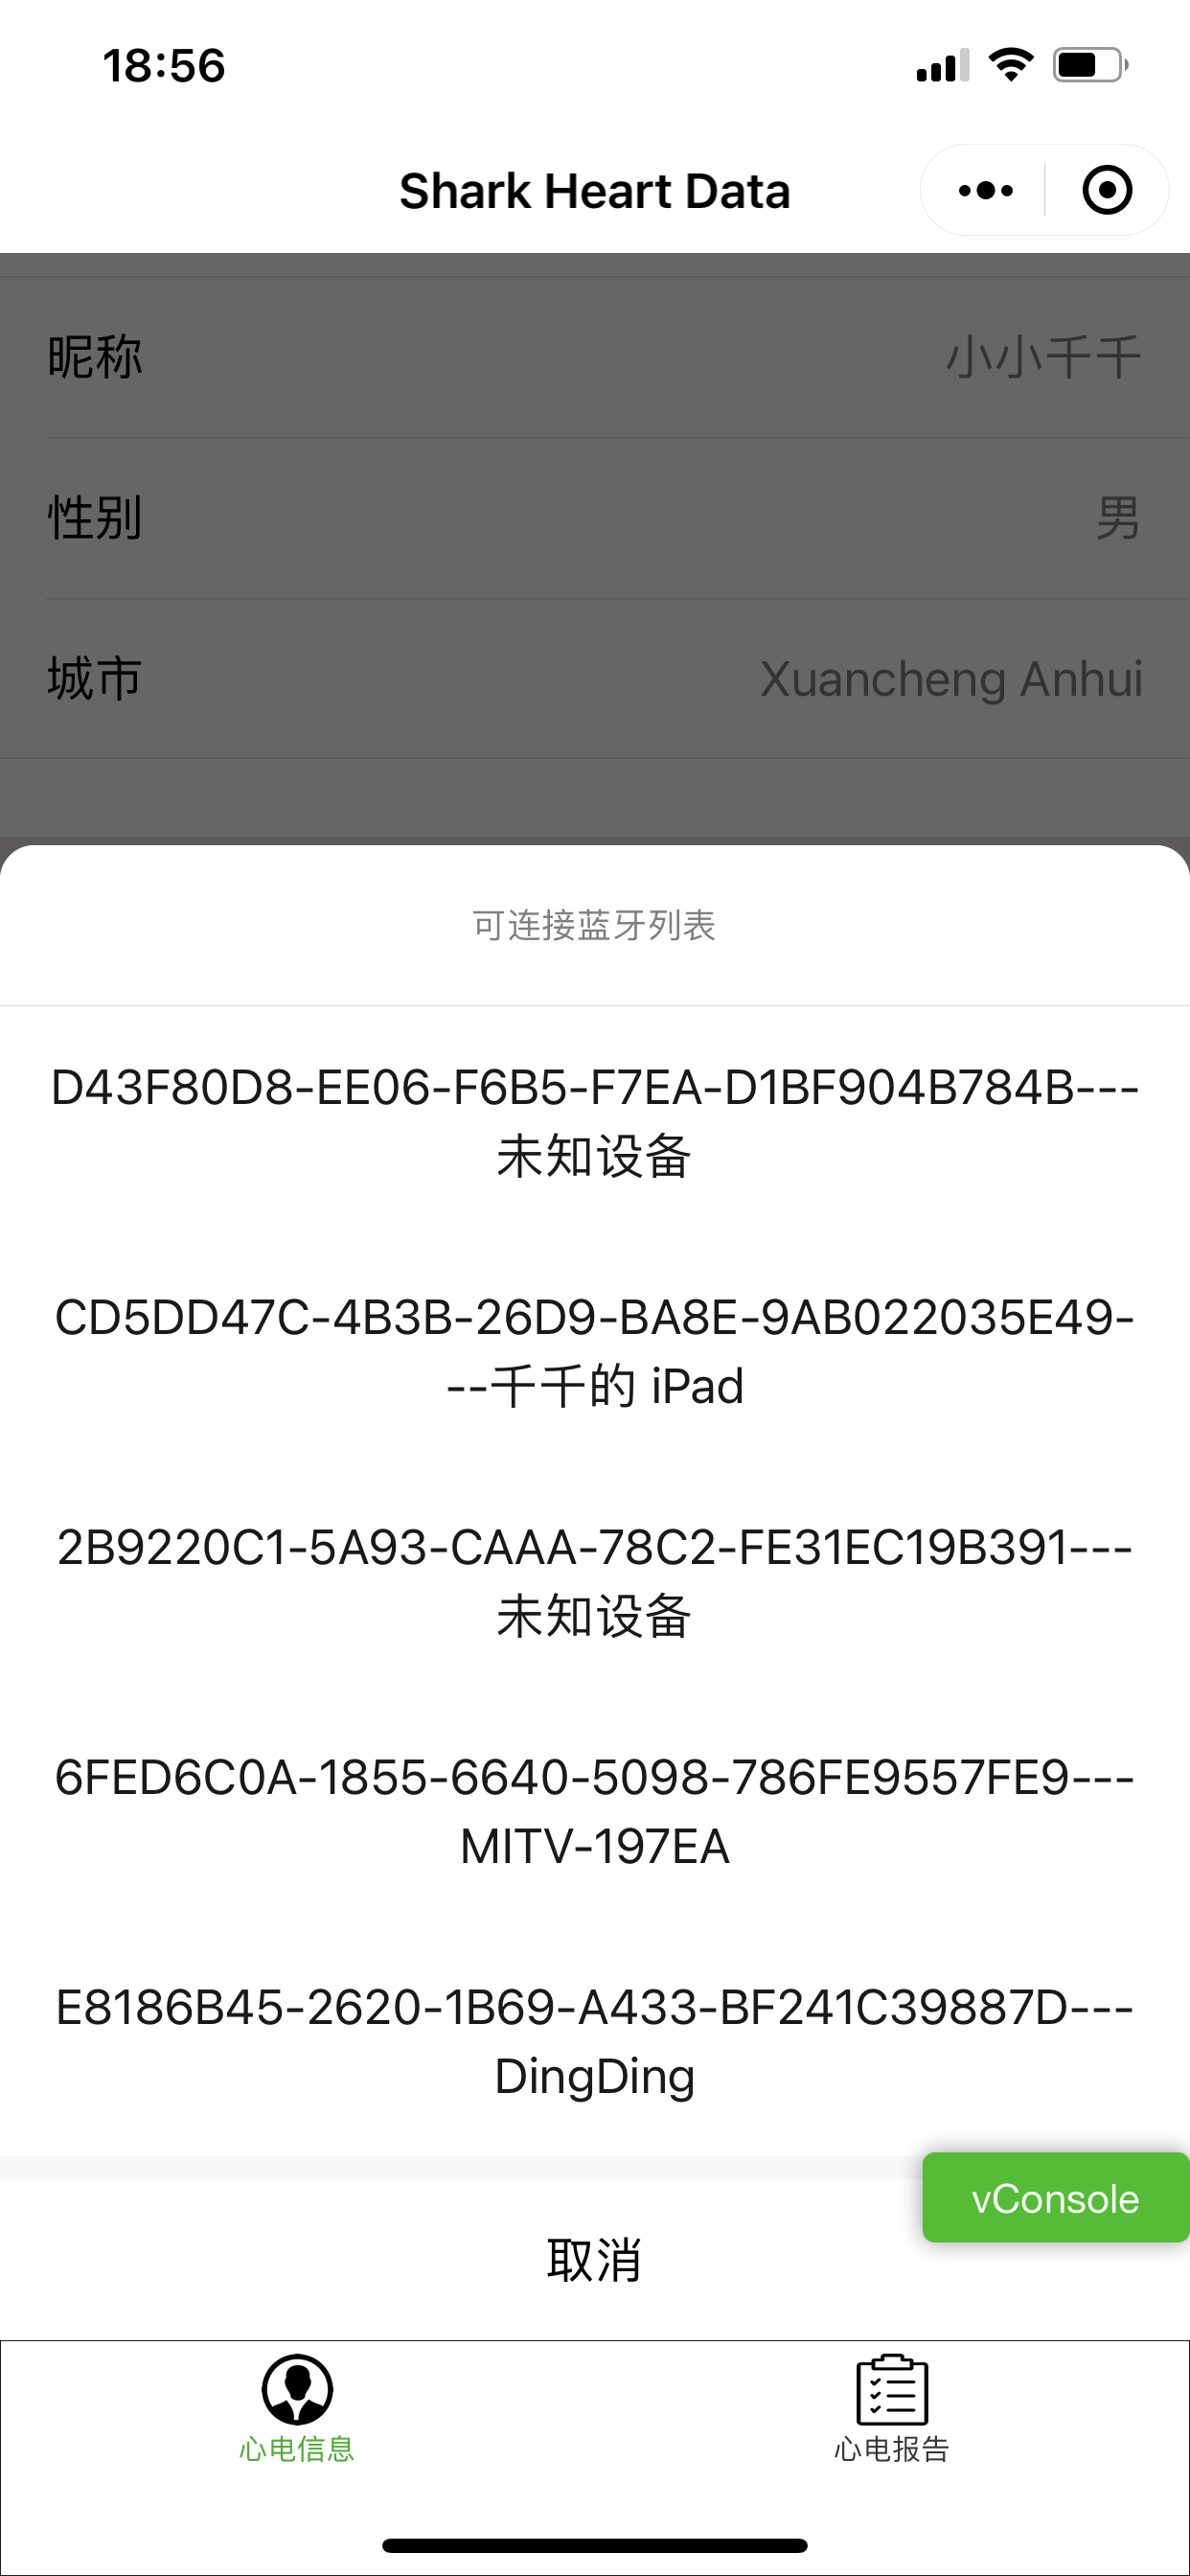 18:56
Shark Heart Data
昵称 小小千千
性别 男
城市 Xuancheng Anhui
可连接蓝牙列表
D43F80D8-EE06-F6B5-F7EA-D1BF904B784B---
未知设备
CD5DD47C-4B3B-26D9-BA8E-9AB022035E49-
--千千的 iPad
2B9220C1-5A93-CAAA-78C2-FE31EC19B391---
未知设备
6FED6C0A-1855-6640-5098-786FE9557FE9---
MITV-197EA
E8186B45-2620-1B69-A433-BF241C39887D---
DingDing
vConsole
取消
心电信息 心电报告